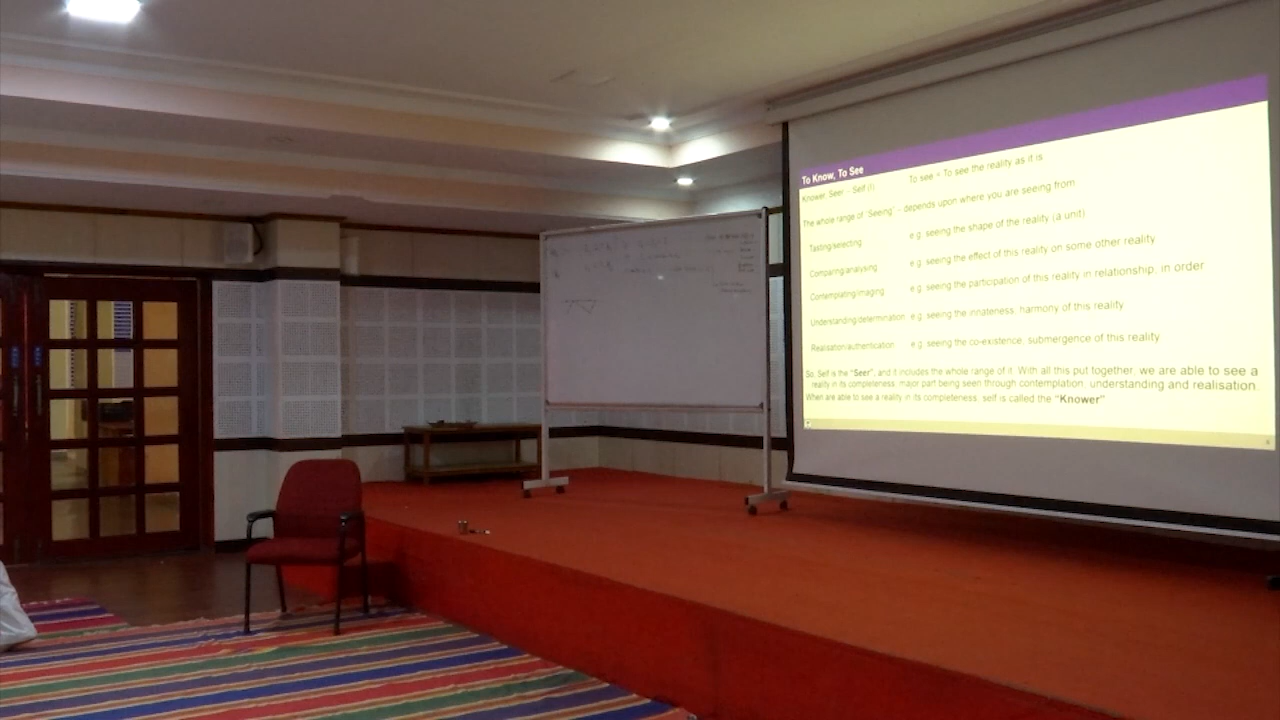 To Know, To See
Knower, Seer - Self (I) To see = To see the reality as it is
The whole range of "Seeing" - depends upon where you are seeing from
Tasting/selecting e.g. seeing the shape of the reality (a unit)
Comparing/analysing e.g. seeing the effect of this reality on some other reality
Contemplating/imaging e.g. seeing the participation of this reality in relationship, in order
Understanding/determination e.g. seeing the innateness, harmony of this reality
Realisation/authentication e.g. seeing the co-existence, submergence of this reality
So, Self is the "Seer", and it includes the whole range of it. With all this put together, we are able to see a
reality in its completeness, major part being seen through contemplation, understanding and realisation.
When are able to see a reality in its completeness, self is called the "Knower"